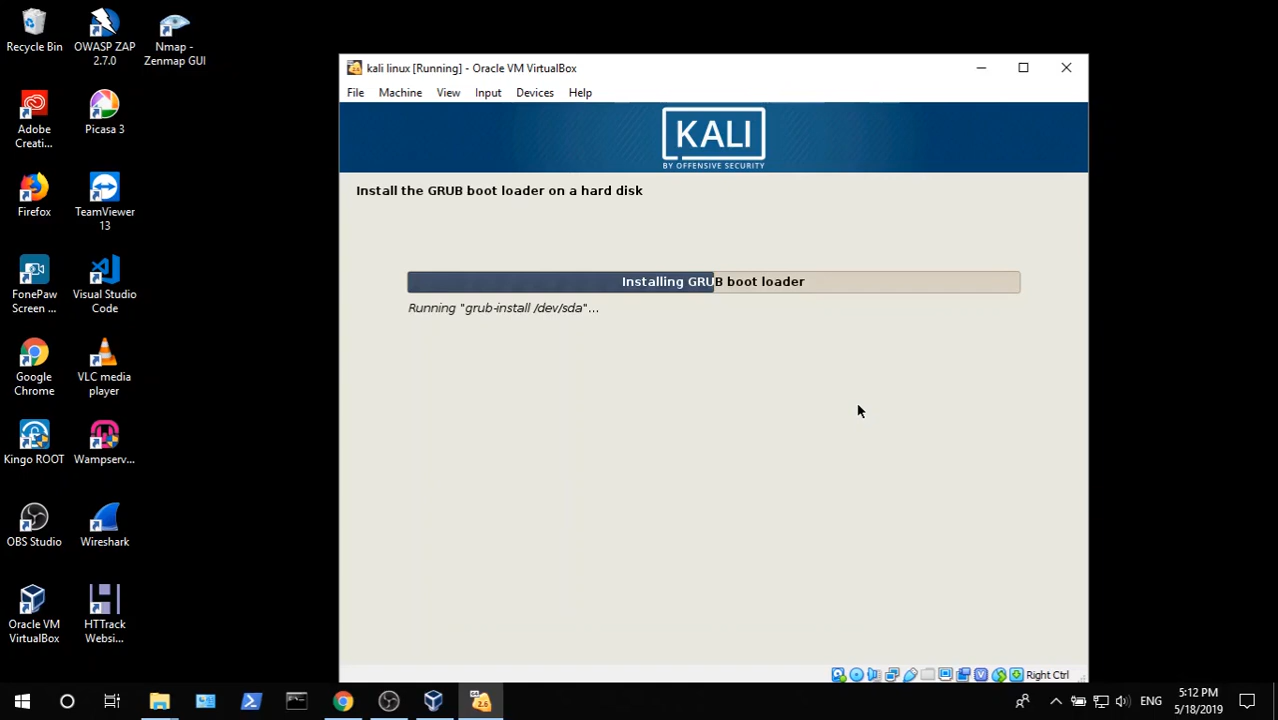 Recycle Bin
OWASP ZAP
2.7.0
Nmap -
Zenmap GUI
Adobe
Creati...
Picasa 3
Firefox
TeamViewer
13
FonePaw
Screen ...
Visual Studio
Code
Google
Chrome
VLC media
player
Kingo ROOT
Wampserv...
OBS Studio
Wireshark
Oracle VM
VirtualBox
HTTrack
Websi...
kali linux [Running] - Oracle VM VirtualBox
File Machine View Input Devices Help
KALI
BY OFFENSIVE SECURITY
Install the GRUB boot loader on a hard disk
Installing GRUB boot loader
Running "grub-install /dev/sda"...
Right Ctrl
2.6
ENG
5:12 PM
5/18/2019